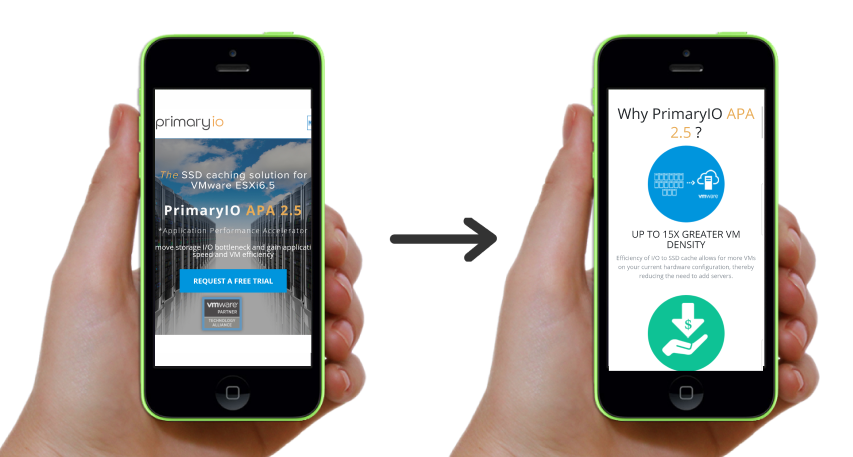 primaryio
The SSD caching solution for
VMware ESXi6.5
PrimaryIO APA 2.5
*Application Performance Accelerator
move storage I/O bottleneck and gain applicati
speed and VM efficiency
REQUEST A FREE TRIAL
vmware
PARTNER
TECHNOLOGY
ALLIANCE
Why PrimaryIO APA
2.5 ?
vmware
UP TO 15X GREATER VM
DENSITY
Efficiency of I/O to SSD cache allows for more VMs
on your current hardware configuration, thereby
reducing the need to add servers.
$